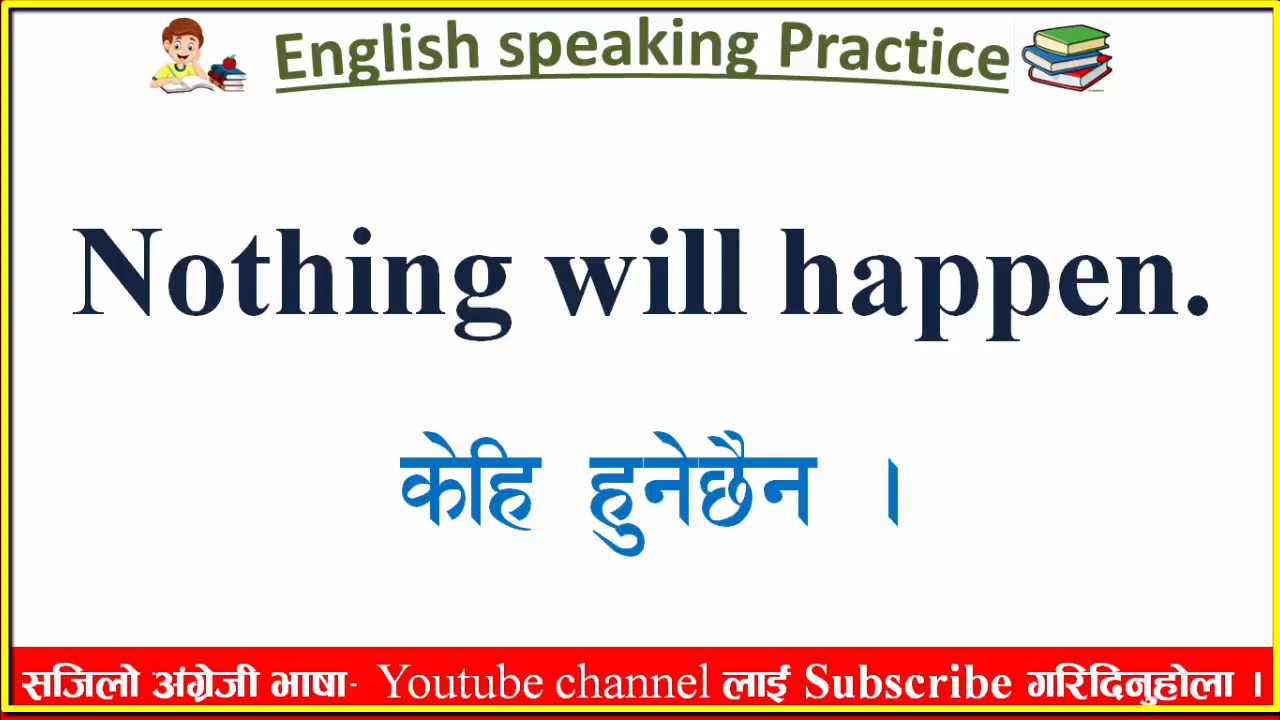 English speaking Practice
Nothing will happen.
केहि हुनेछैन ।
सजिलो अंग्रेजी भाषा- Youtube channel लाई Subscribe गरिदिनुहोला ।